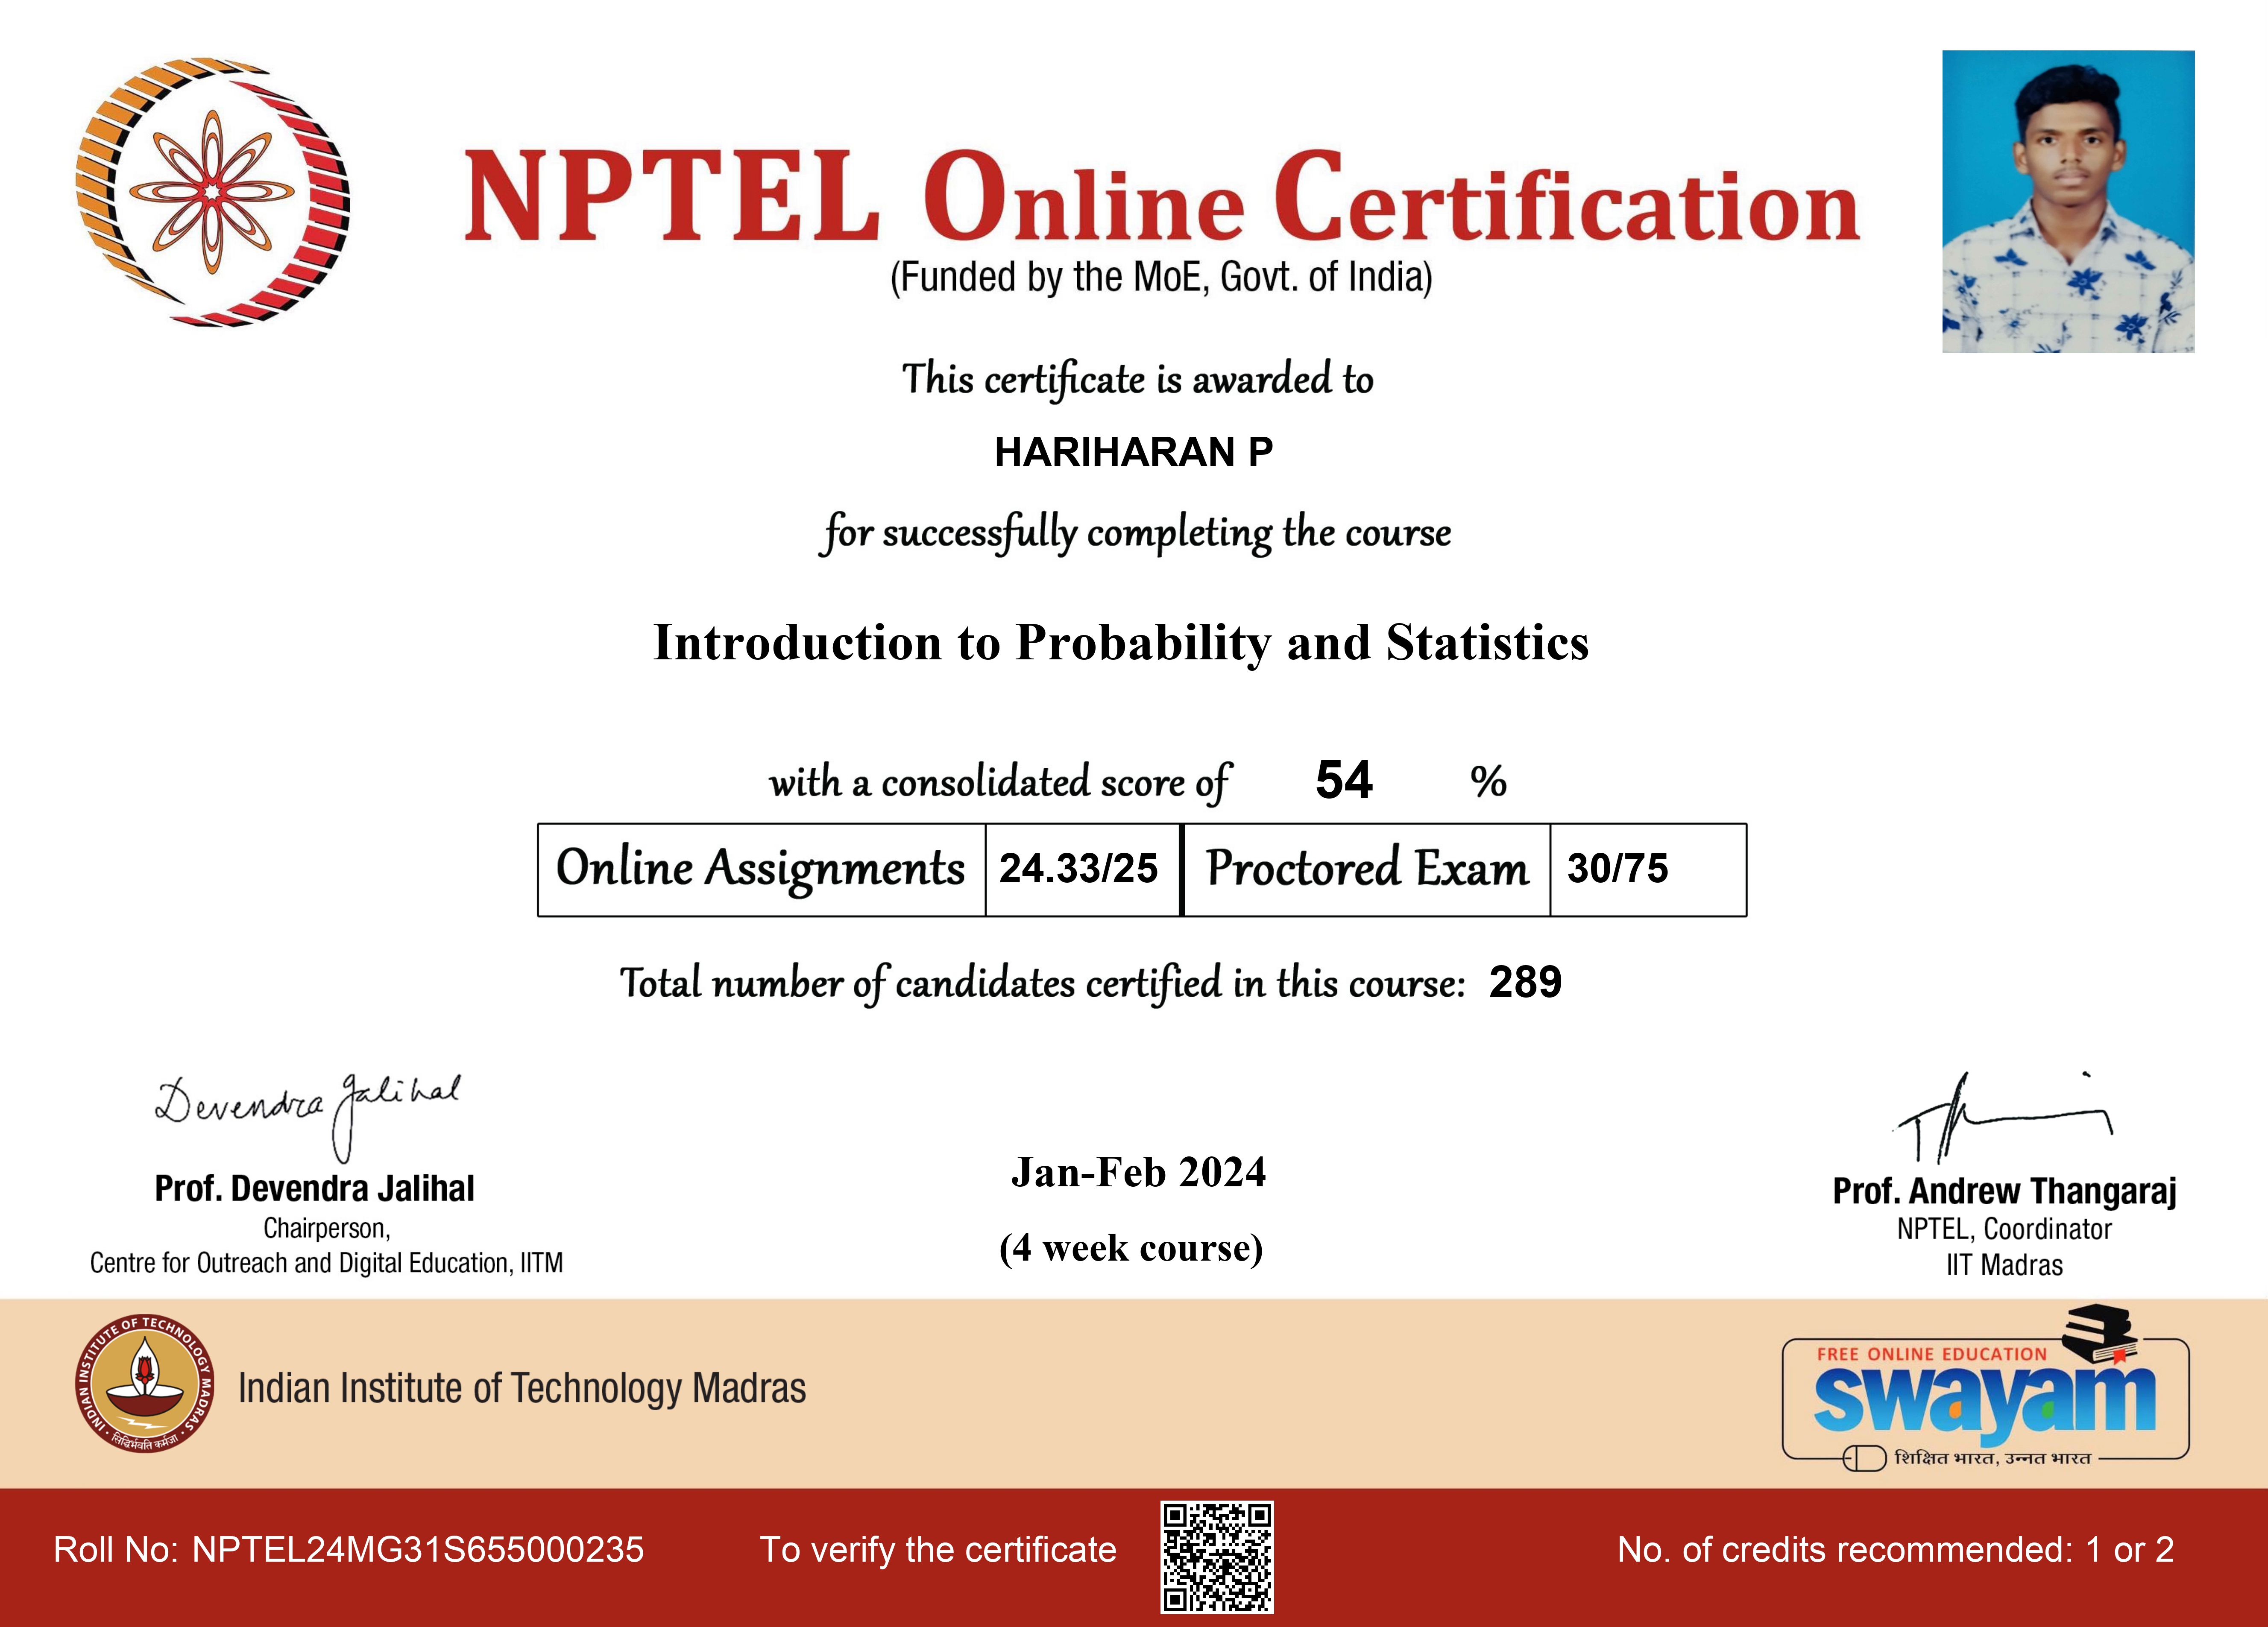 NPTEL Online Certification
(Funded by the MoE, Govt. of India)
This certificate is awarded to
HARIHARAN P
for successfully completing the course
Introduction to Probability and Statistics
with a consolidated score of 54 %
Online Assignments 24.33/25 Proctored Exam 30/75
Total number of candidates certified in this course: 289
Devendra Jalihal
Prof. Devendra Jalihal
Chairperson,
Centre for Outreach and Digital Education, IITM
Jan-Feb 2024
(4 week course)
Prof. Andrew Thangaraj
NPTEL, Coordinator
IIT Madras
INDIAN INSTITUTE OF TECHNOLOGY MADRAS
सिद्धिर्भवति कर्मजा
Indian Institute of Technology Madras
FREE ONLINE EDUCATION
swayam
शिक्षित भारत, उन्नत भारत
Roll No: NPTEL24MG31S655000235
To verify the certificate
No. of credits recommended: 1 or 2